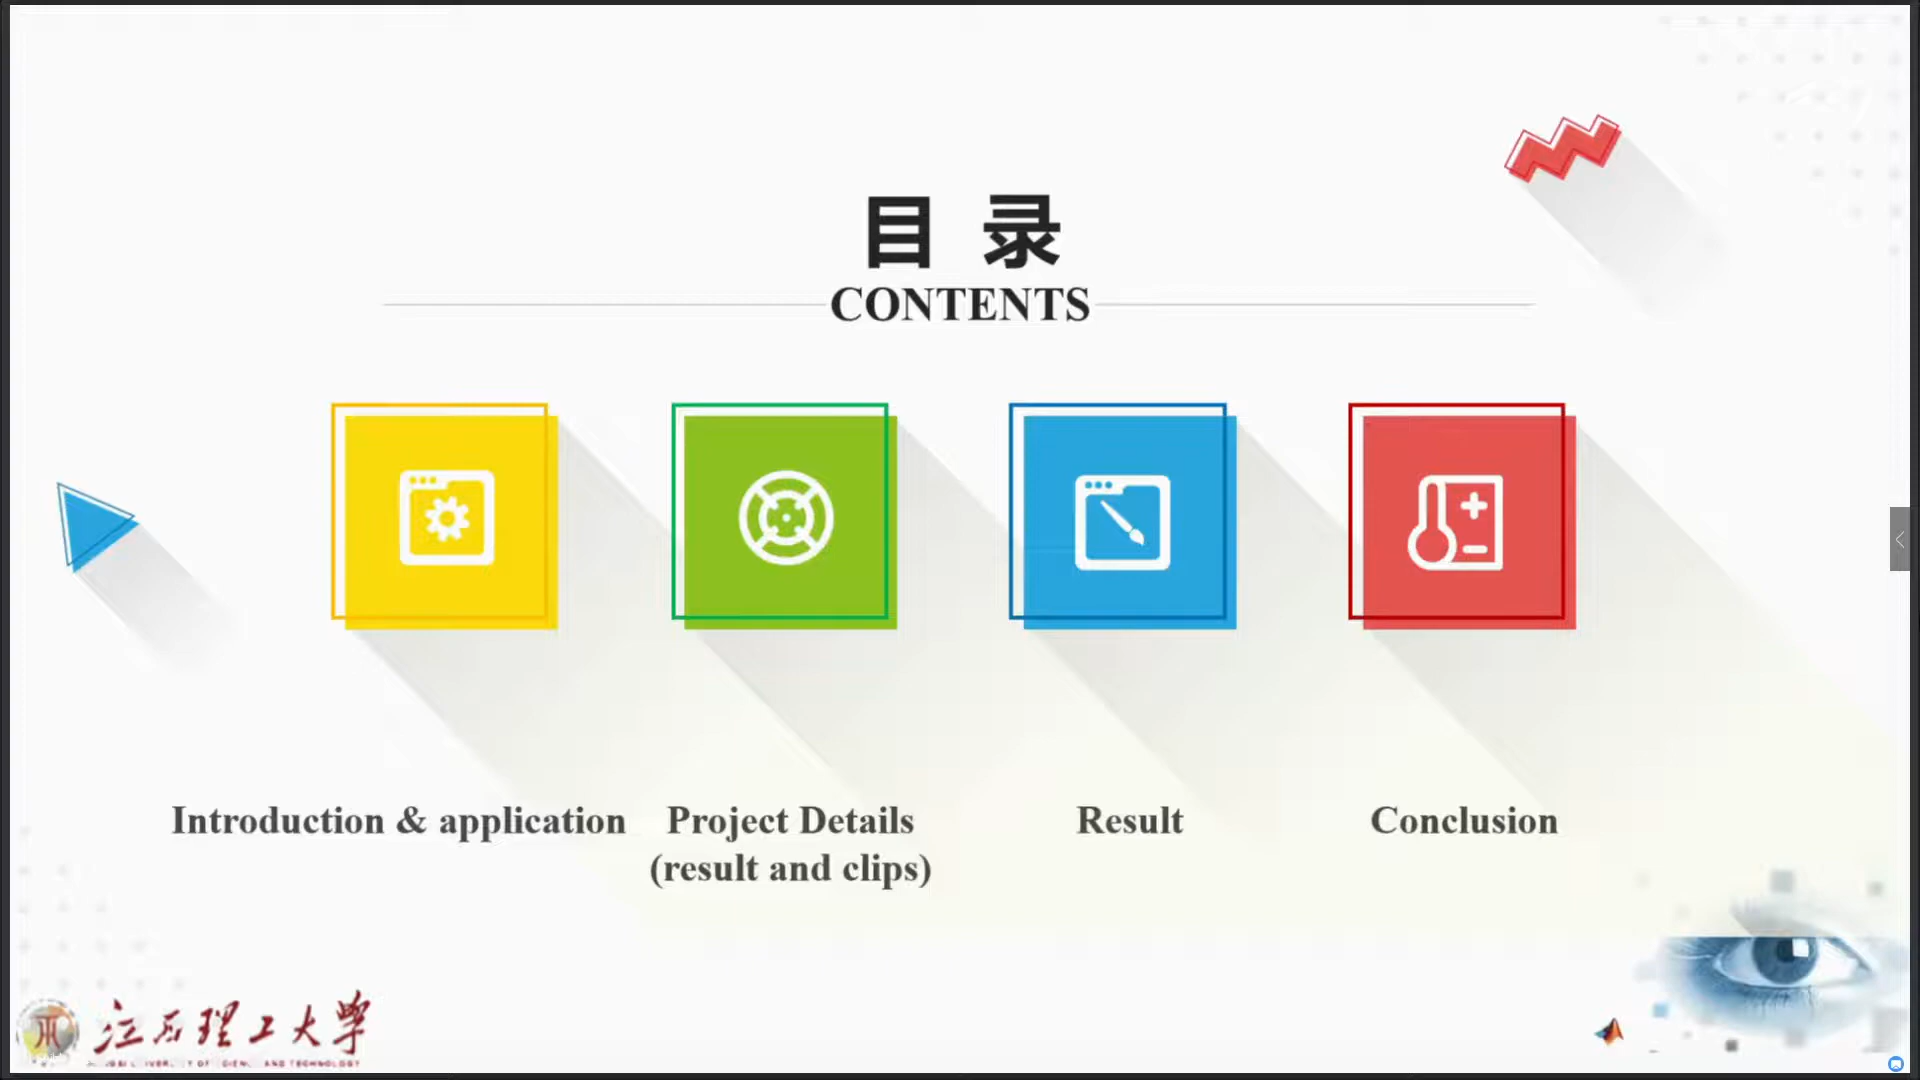 目 录
CONTENTS
Introduction & application
Project Details
(result and clips)
Result
Conclusion
江西理工大学